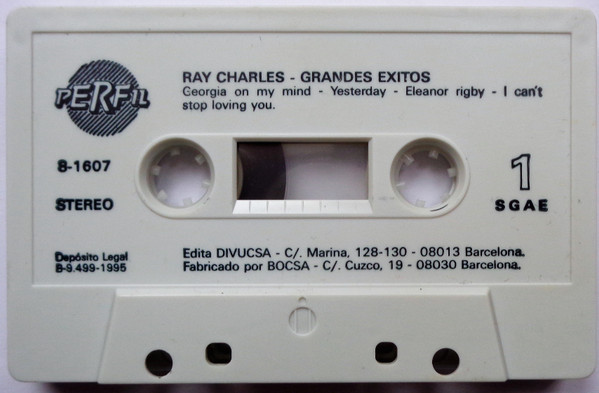 PERFIL
RAY CHARLES - GRANDES EXITOS
Georgia on my mind - Yesterday - Eleanor rigby - I can't
stop loving you.
S-1607
STEREO
1
SGAE
Depósito Legal
B-9.499-1995
Edita DIVUCSA - C/. Marina, 128-130 - 08013 Barcelona.
Fabricado por BOCSA - C/. Cuzco, 19 - 08030 Barcelona.